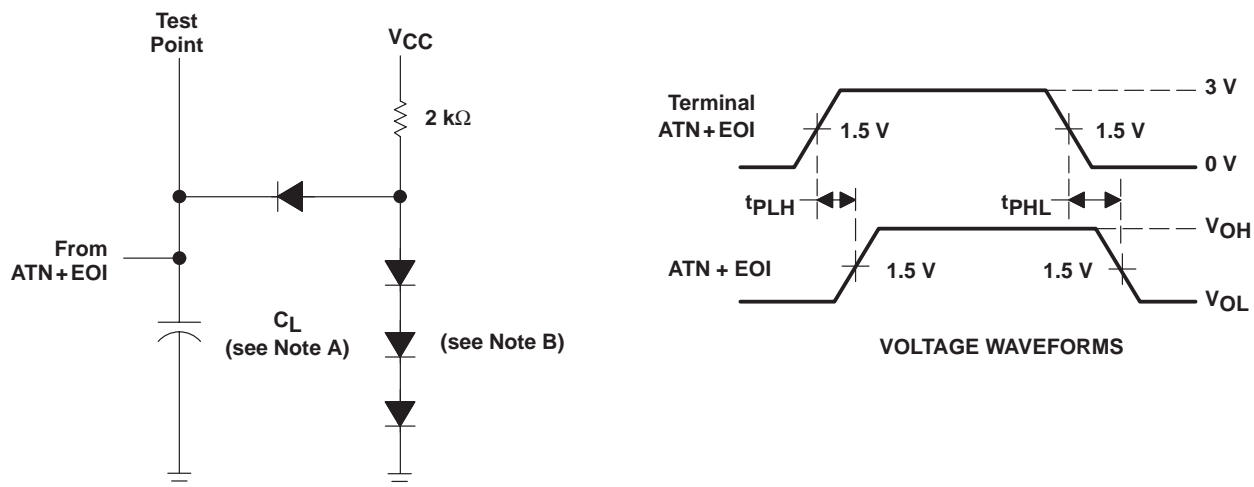 Test
Point
VCC
2 kΩ
From
ATN+EOI
CL
(see Note A)
(see Note B)
Terminal
ATN+EOI
1.5 V
1.5 V
3 V
0 V
tPLH
tPHL
VOH
ATN + EOI
1.5 V
1.5 V
VOL
VOLTAGE WAVEFORMS